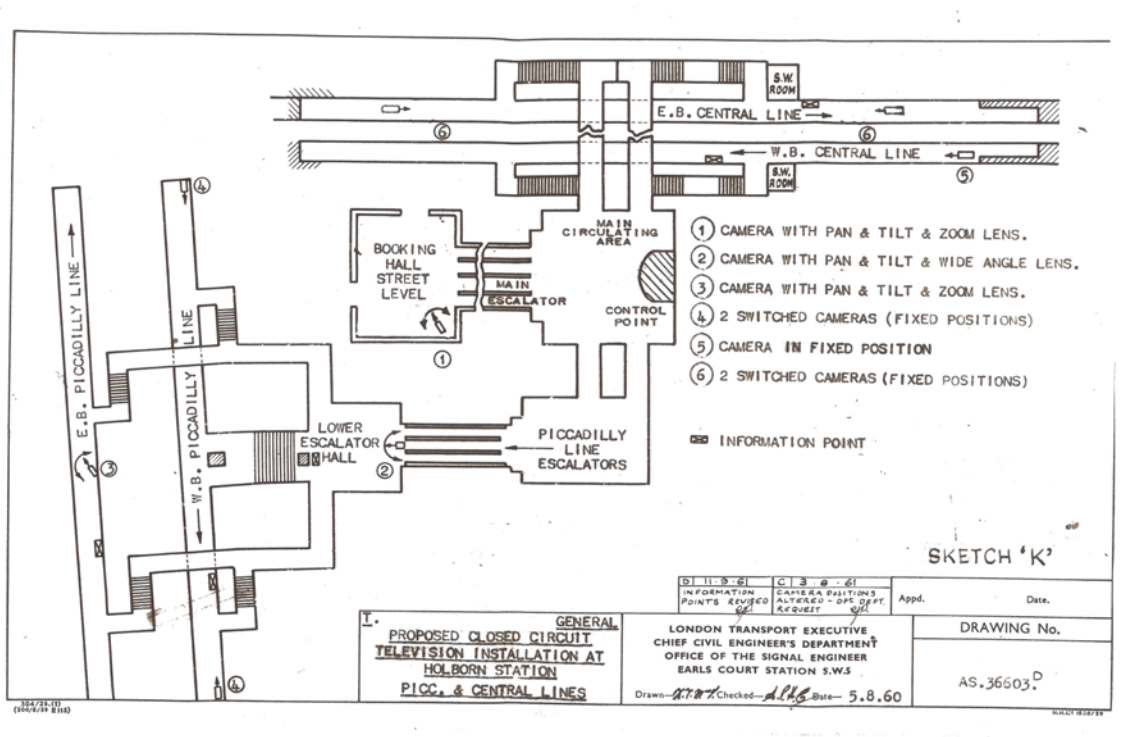 S.W.
ROOM
E.B. CENTRAL LINE
6
6
W.B. CENTRAL LINE
5
S.W.
ROOM
4
MAIN
CIRCULATING
AREA
BOOKING
HALL
STREET
LEVEL
MAIN
ESCALATOR
CONTROL
POINT
1
1 CAMERA WITH PAN & TILT & ZOOM LENS.
2 CAMERA WITH PAN & TILT & WIDE ANGLE LENS.
3 CAMERA WITH PAN & TILT & ZOOM LENS.
4 2 SWITCHED CAMERAS (FIXED POSITIONS)
5 CAMERA IN FIXED POSITION
6 2 SWITCHED CAMERAS (FIXED POSITIONS)
INFORMATION POINT
E.B. PICCADILLY LINE
W.B. PICCADILLY LINE
3
LOWER
ESCALATOR
HALL
2
PICCADILLY
LINE
ESCALATORS
4
SKETCH 'K'
D 11-9-61
INFORMATION
POINTS REVISED
C 3-8-61
CAMERA POSITIONS
ALTERED - OPG DEPT.
REQUEST
Appd.
Date.
T.
GENERAL
PROPOSED CLOSED CIRCUIT
TELEVISION INSTALLATION AT
HOLBORN STATION
PICC. & CENTRAL LINES
LONDON TRANSPORT EXECUTIVE
CHIEF CIVIL ENGINEER'S DEPARTMENT
OFFICE OF THE SIGNAL ENGINEER
EARLS COURT STATION S.W.5
Drawn— Checked— Date— 5.8.60
DRAWING No.
AS.36603.D
304/25.(1)